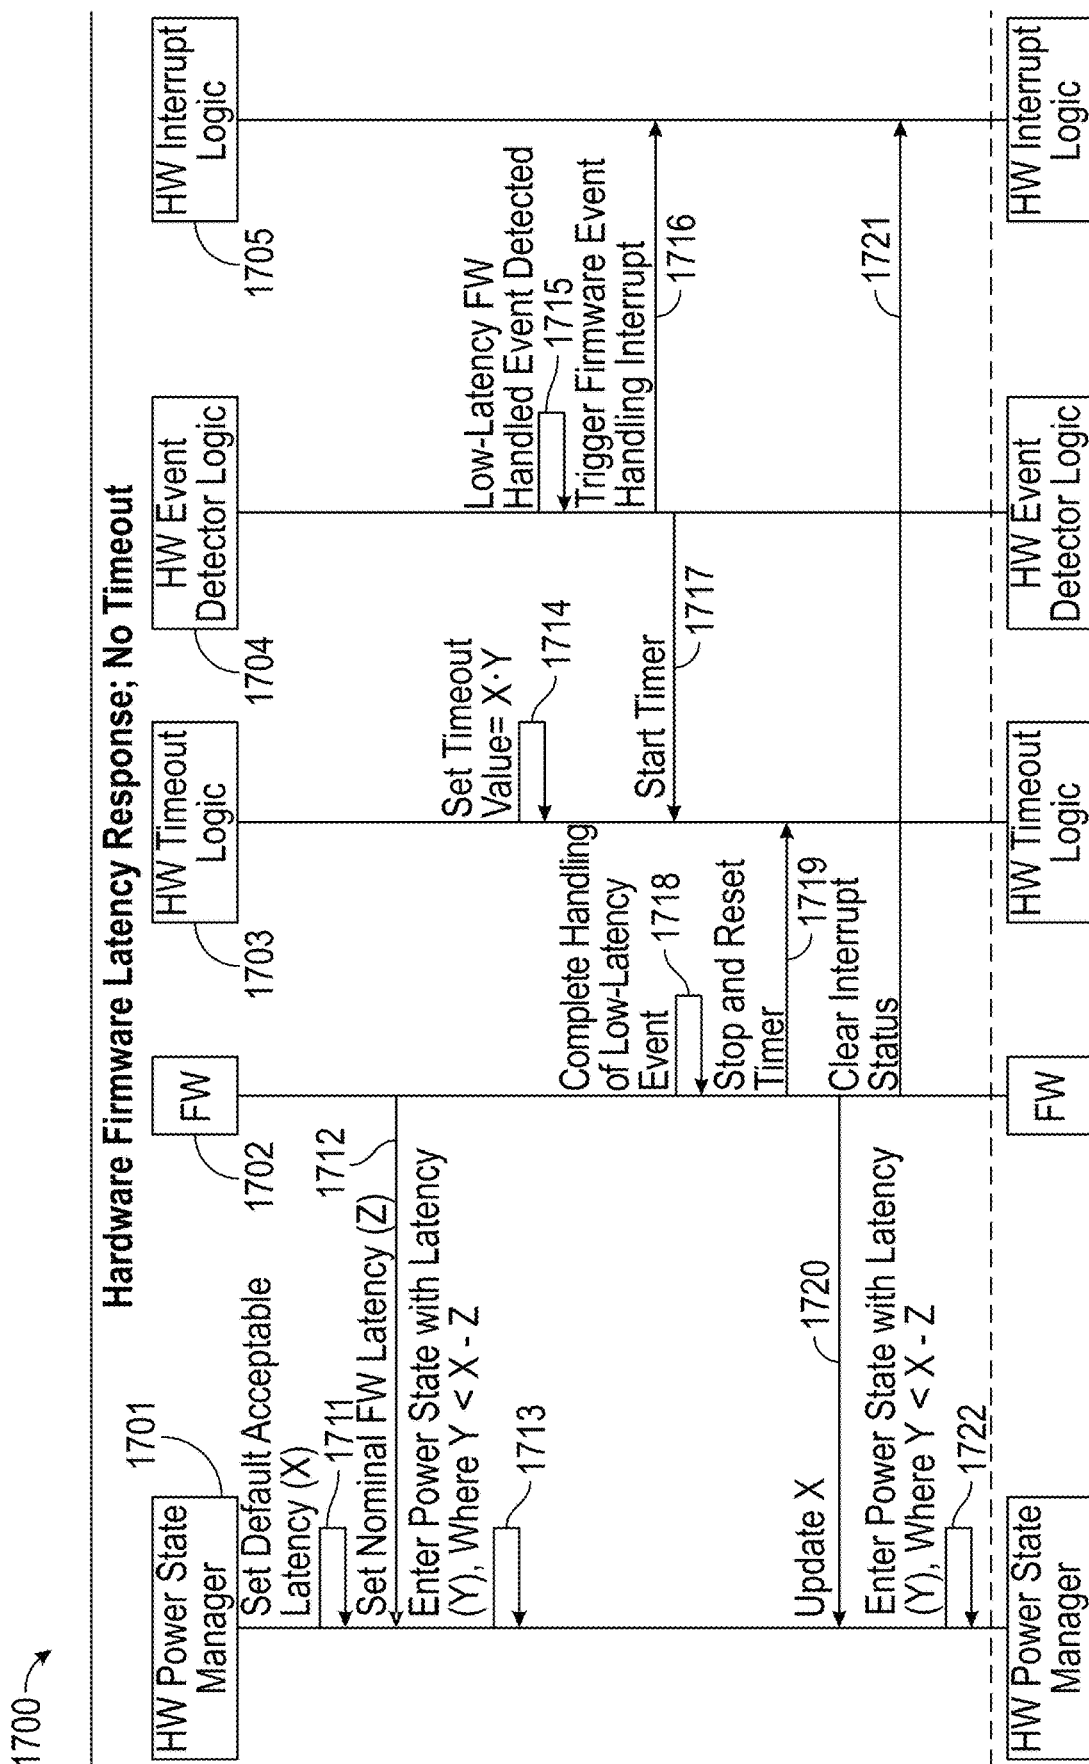 1700
Hardware Firmware Latency Response; No Timeout
HW Power State
Manager
1701
FW
1702
HW Timeout
Logic
1703
HW Event
Detector Logic
1704
HW Interrupt
Logic
1705
Set Default Acceptable
Latency (X)
1711
Set Nominal FW Latency (Z)
1712
Enter Power State with Latency
(Y), Where Y < X - Z
1713
Set Timeout
Value= X·Y
1714
Low-Latency FW
Handled Event Detected
1715
Trigger Firmware Event
Handling Interrupt
1716
Start Timer
1717
Complete Handling
of Low-Latency
Event
1718
Stop and Reset
Timer
1719
Update X
1720
Clear Interrupt
Status
1721
Enter Power State with Latency
(Y), Where Y < X - Z
1722
HW Power State
Manager
FW
HW Timeout
Logic
HW Event
Detector Logic
HW Interrupt
Logic